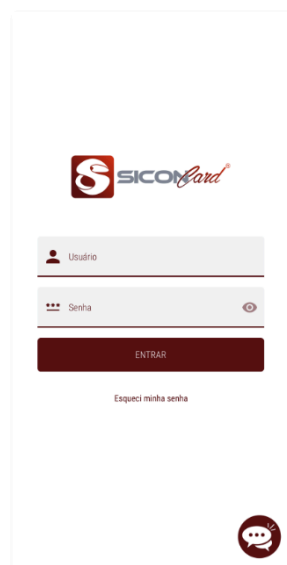 SICONCard®
Usuário
Senha
ENTRAR
Esqueci minha senha